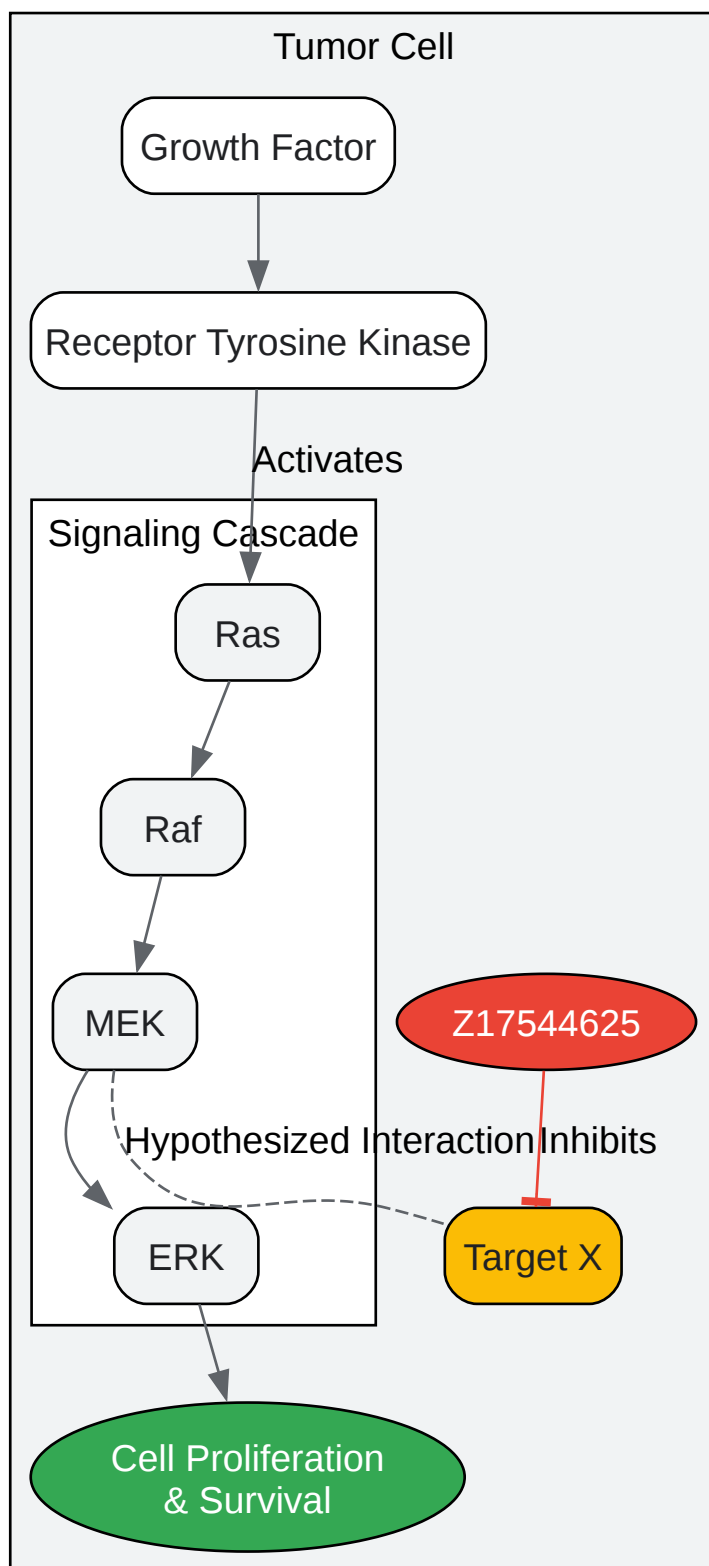 Tumor Cell
Growth Factor
Receptor Tyrosine Kinase
Activates
Signaling Cascade
Ras
Raf
MEK
Z17544625
Hypothesized Interaction
Inhibits
ERK
Target X
Cell Proliferation
& Survival